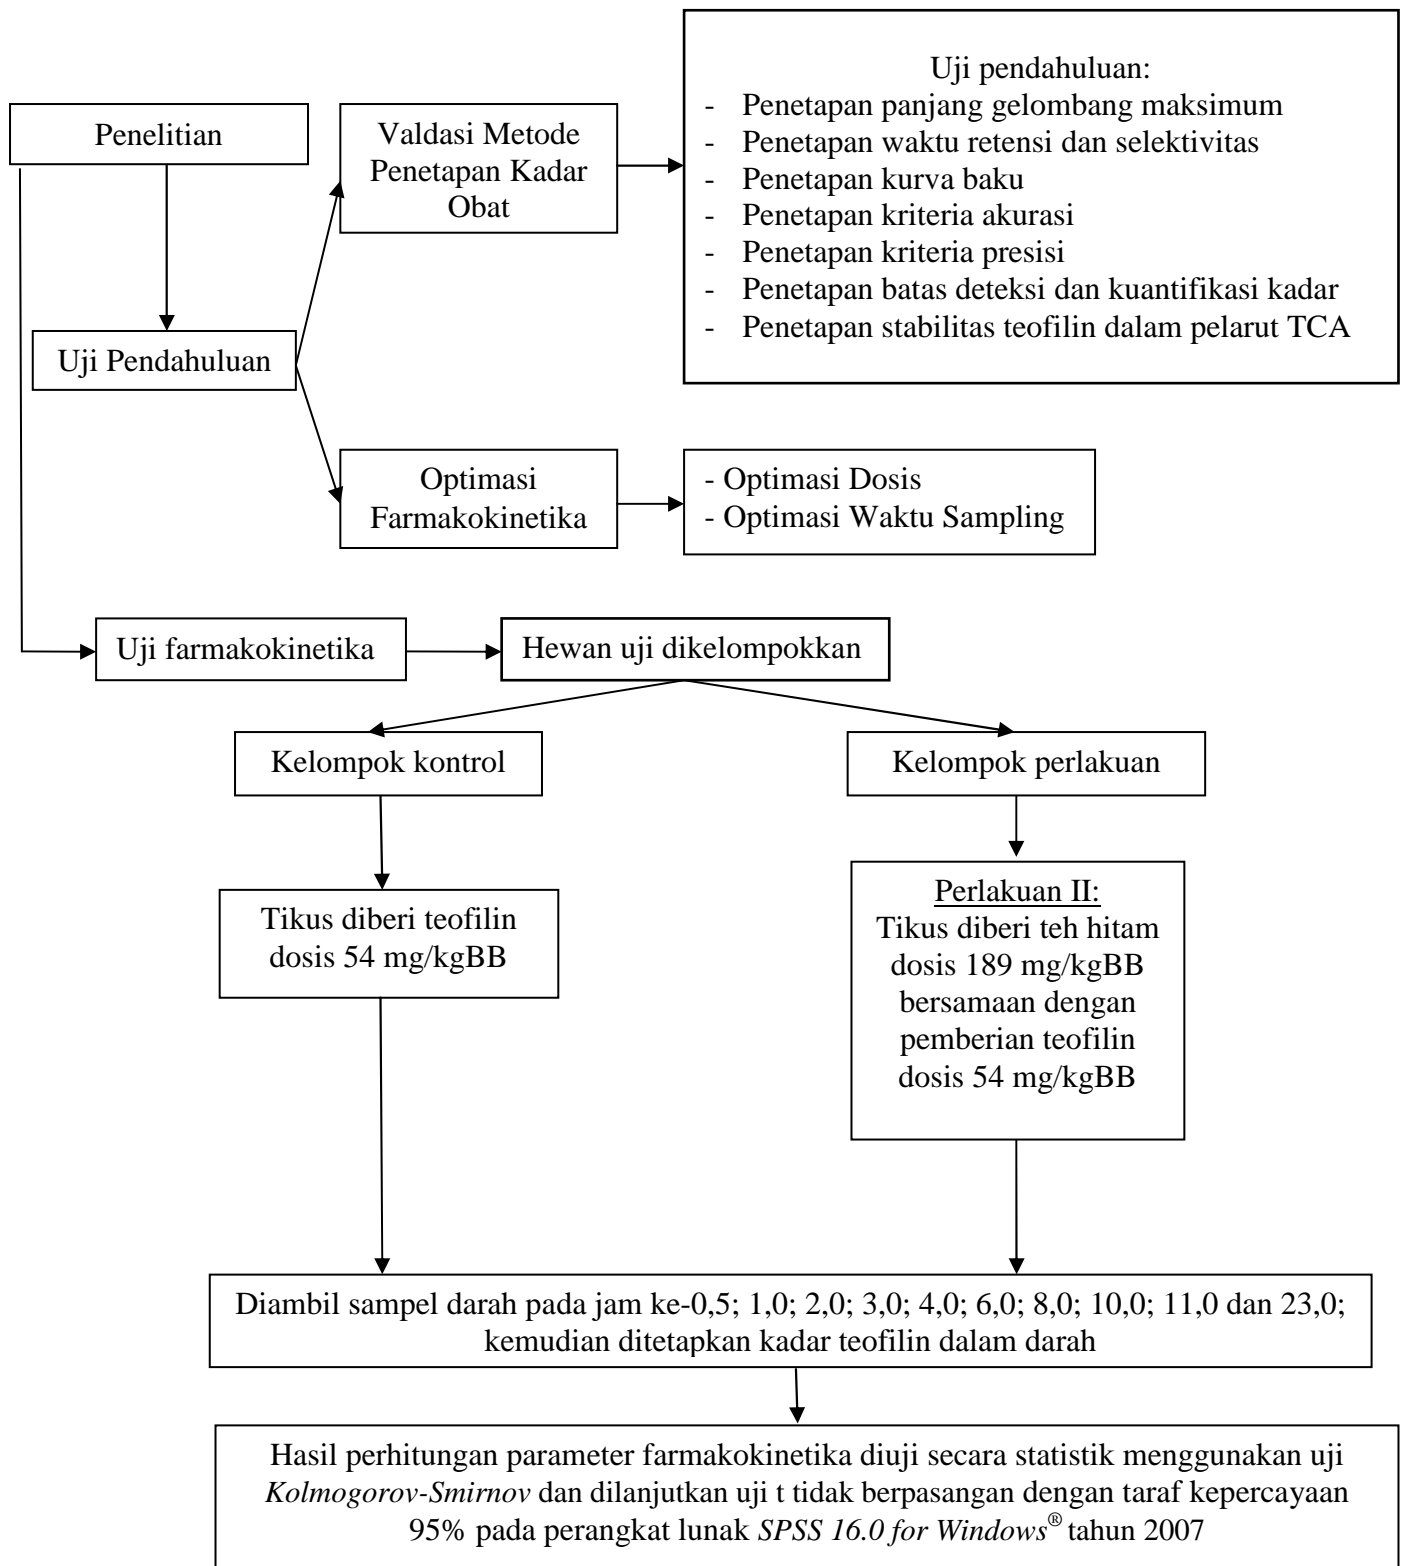 Penelitian
Valdasi Metode
Penetapan Kadar
Obat
Uji pendahuluan:
- Penetapan panjang gelombang maksimum
- Penetapan waktu retensi dan selektivitas
- Penetapan kurva baku
- Penetapan kriteria akurasi
- Penetapan kriteria presisi
- Penetapan batas deteksi dan kuantifikasi kadar
- Penetapan stabilitas teofilin dalam pelarut TCA
Uji Pendahuluan
Optimasi
Farmakokinetika
- Optimasi Dosis
- Optimasi Waktu Sampling
Uji farmakokinetika
Hewan uji dikelompokkan
Kelompok kontrol
Kelompok perlakuan
Tikus diberi teofilin
dosis 54 mg/kgBB
Perlakuan II:
Tikus diberi teh hitam
dosis 189 mg/kgBB
bersamaan dengan
pemberian teofilin
dosis 54 mg/kgBB
Diambil sampel darah pada jam ke-0,5; 1,0; 2,0; 3,0; 4,0; 6,0; 8,0; 10,0; 11,0 dan 23,0;
kemudian ditetapkan kadar teofilin dalam darah
Hasil perhitungan parameter farmakokinetika diuji secara statistik menggunakan uji
Kolmogorov-Smirnov dan dilanjutkan uji t tidak berpasangan dengan taraf kepercayaan
95% pada perangkat lunak SPSS 16.0 for Windows® tahun 2007